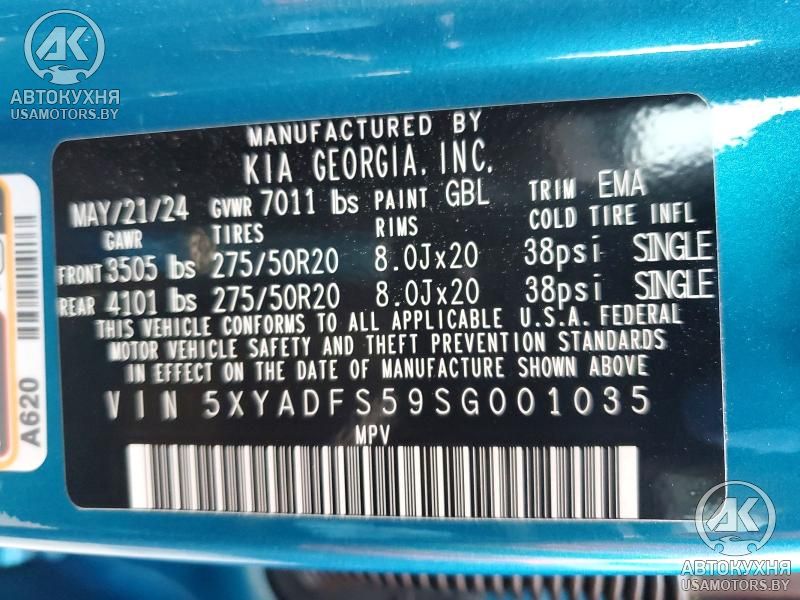 АК
АВТОКУХНЯ
USAMOTORS.BY
MANUFACTURED BY
KIA GEORGIA, INC.
MAY/21/24 GVWR 7011 lbs PAINT GBL TRIM EMA
GAWR TIRES RIMS COLD TIRE INFL
FRONT 3505 lbs 275/50R20 8.0Jx20 38psi SINGLE
REAR 4101 lbs 275/50R20 8.0Jx20 38psi SINGLE
THIS VEHICLE CONFORMS TO ALL APPLICABLE U.S.A. FEDERAL
MOTOR VEHICLE SAFETY AND THEFT PREVENTION STANDARDS
IN EFFECT ON THE DATE OF MANUFACTURE SHOWN ABOVE
VIN 5XYADFS59SG001035
MPV
A620
АК
АВТОКУХНЯ
USAMOTORS.BY